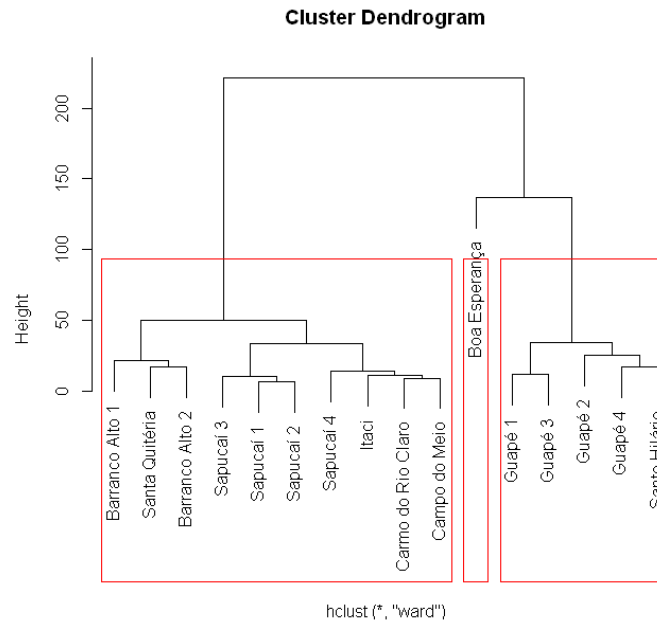 Cluster Dendrogram
Height
200
150
100
50
0
Barranco Alto 1
Santa Quitéria
Barranco Alto 2
Sapucaí 3
Sapucaí 1
Sapucaí 2
Sapucaí 4
Itaci
Carmo do Rio Claro
Campo do Meio
Boa Esperança
Guapé 1
Guapé 3
Guapé 2
Guapé 4
Santo Hilário
hclust (*, "ward")